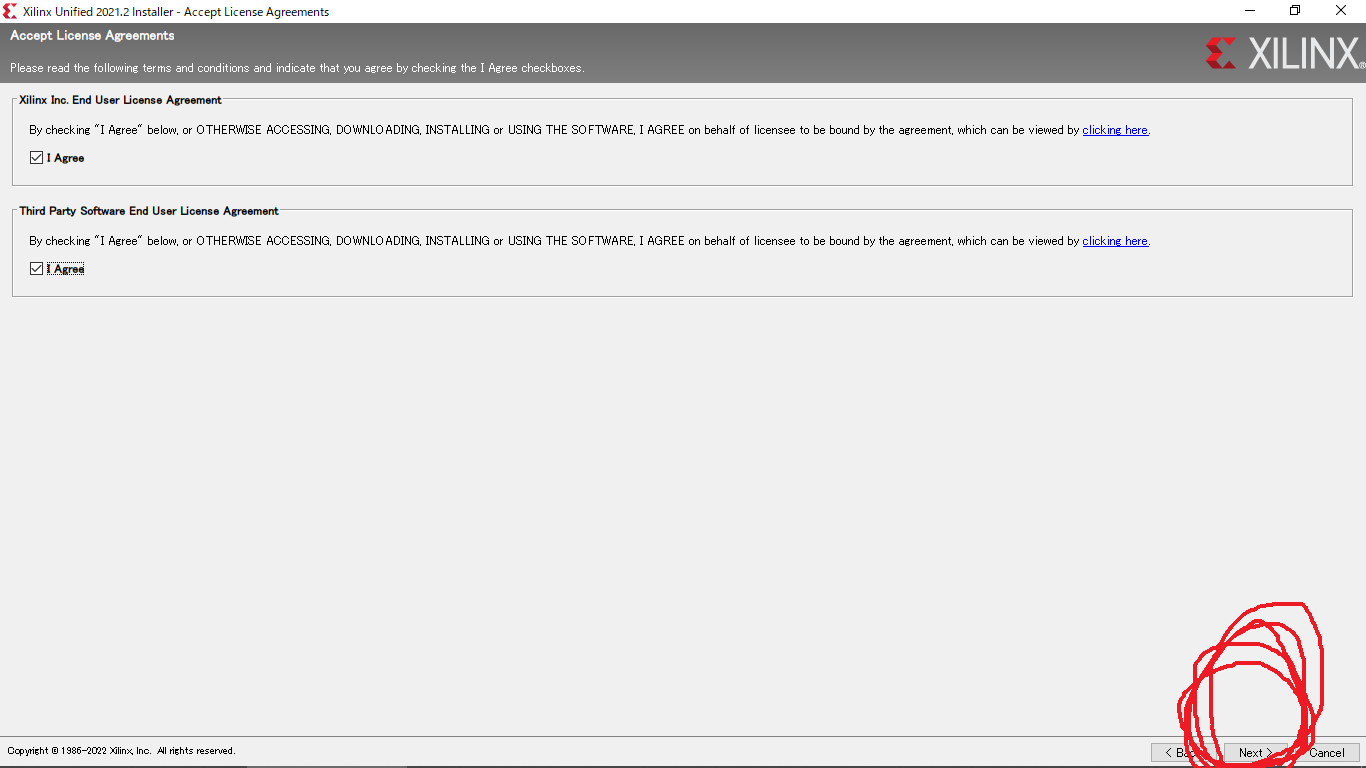 Xilinx Unified 2021.2 Installer - Accept License Agreements
Accept License Agreements
Please read the following terms and conditions and indicate that you agree by checking the I Agree checkboxes.
XILINX®
Xilinx Inc. End User License Agreement
By checking "I Agree" below, or OTHERWISE ACCESSING, DOWNLOADING, INSTALLING or USING THE SOFTWARE, I AGREE on behalf of licensee to be bound by the agreement, which can be viewed by clicking here.
I Agree
Third Party Software End User License Agreement
By checking "I Agree" below, or OTHERWISE ACCESSING, DOWNLOADING, INSTALLING or USING THE SOFTWARE, I AGREE on behalf of licensee to be bound by the agreement, which can be viewed by clicking here.
I Agree
Copyright © 1986-2022 Xilinx, Inc. All rights reserved.
< Back
Next >
Cancel